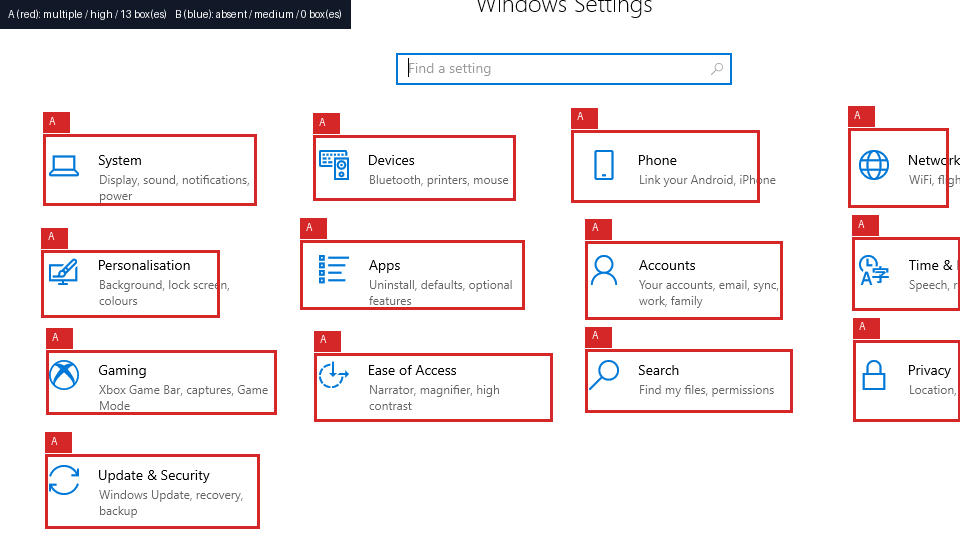 A (red): multiple / high / 13 box(es) B (blue): absent / medium / 0 box(es)
Windows Settings
Find a setting
A A A A
System Devices Phone Network
Display, sound, notifications, Bluetooth, printers, mouse Link your Android, iPhone WiFi, fligh
power
A A A A
Personalisation Apps Accounts Time &
Background, lock screen, Uninstall, defaults, optional Your accounts, email, sync, Speech, r
colours features work, family
A A A A
Gaming Ease of Access Search Privacy
Xbox Game Bar, captures, Game Narrator, magnifier, high Find my files, permissions Location,
Mode contrast
A
Update & Security
Windows Update, recovery,
backup